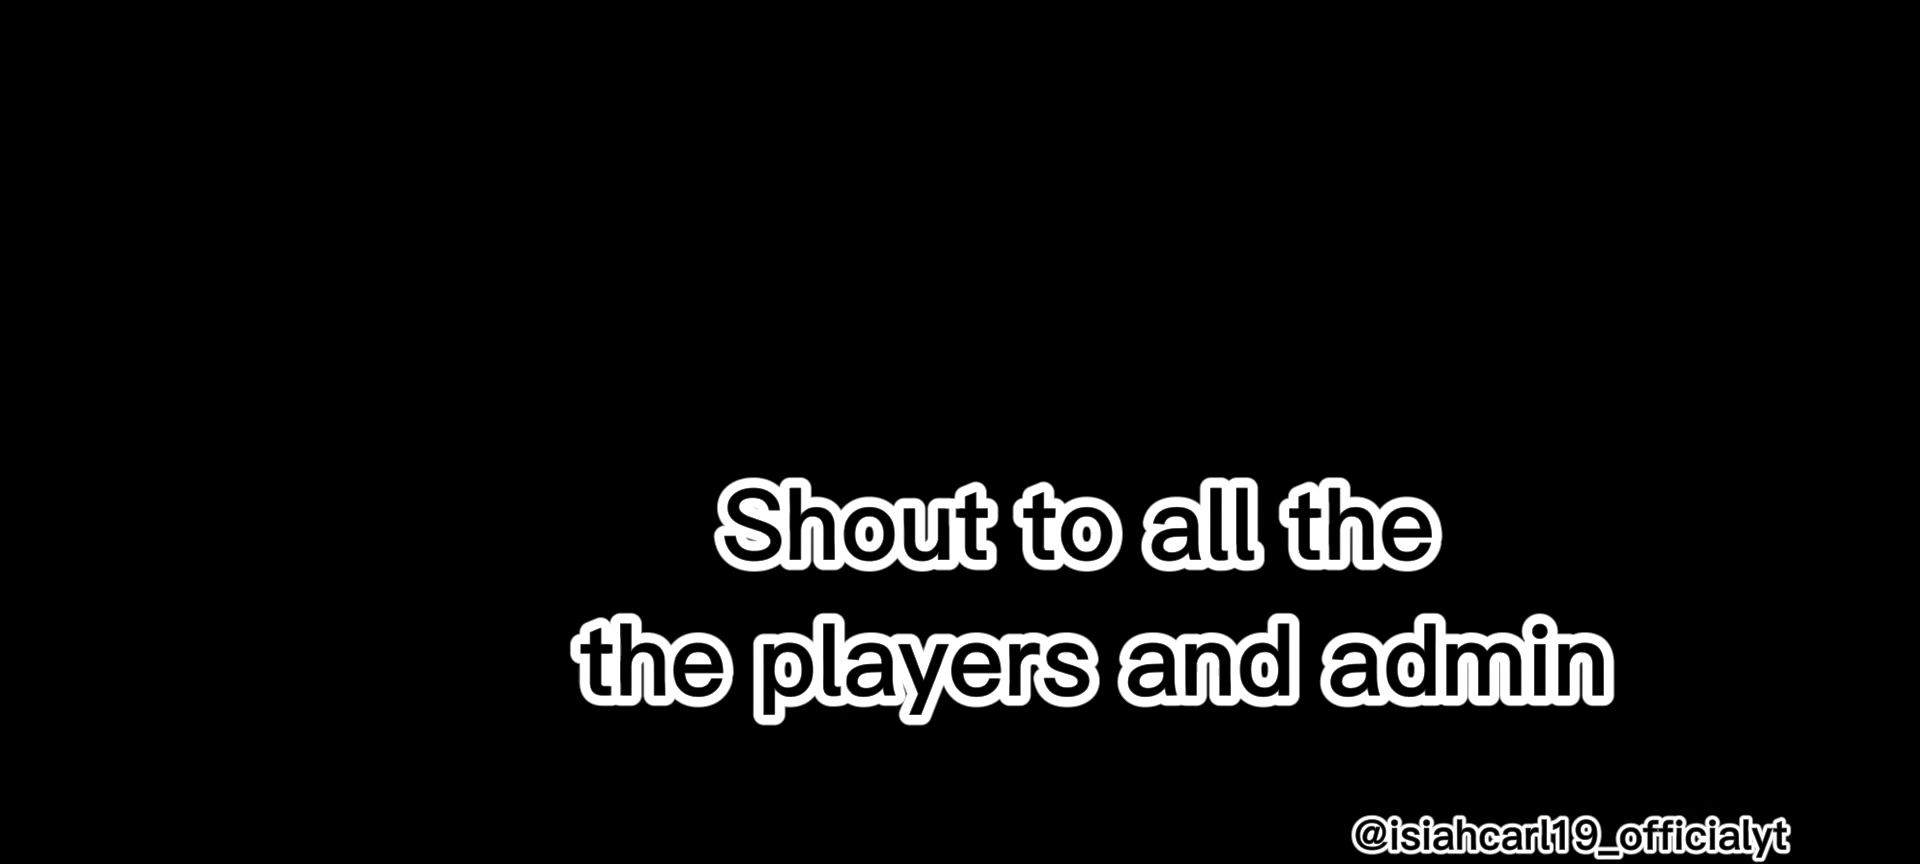 Shout to all the
the players and admin
@isiahcarl19_officialyt